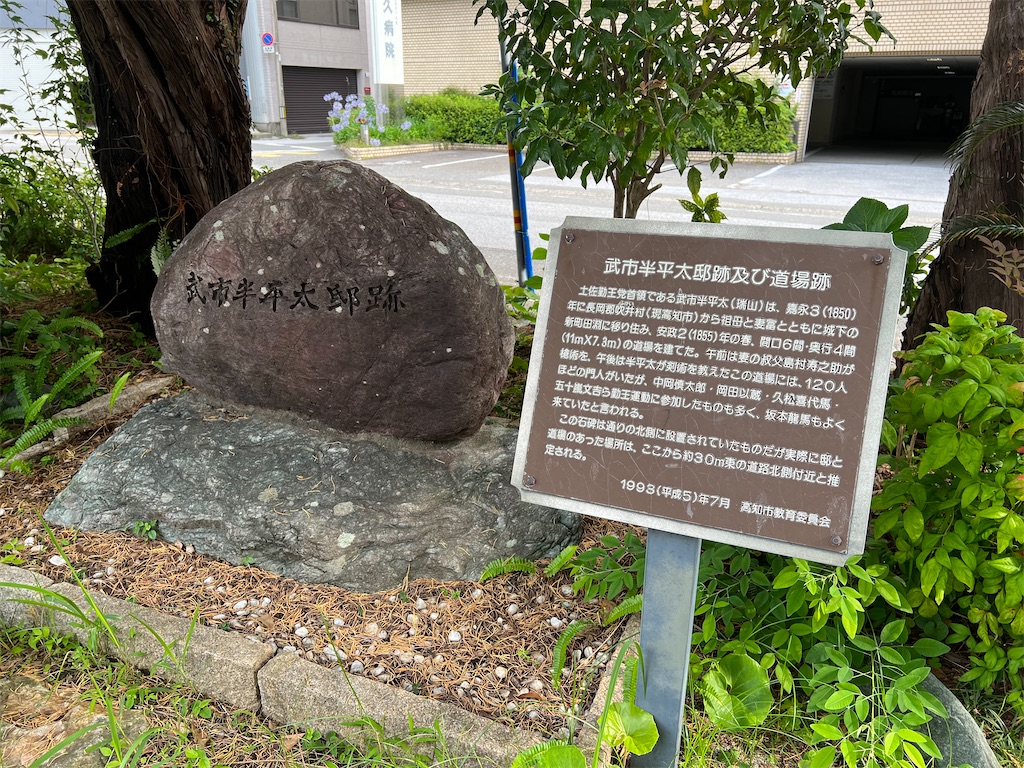 久病院
武市半平太邸跡
武市半平太邸跡及び道場跡
土佐勤王党首領である武市半平太(瑞山)は、嘉永3(1850)
年に長岡郡吹井村(現高知市)から祖母と妻富とともに城下の
新町田淵に移り住み、安政2(1855)年の春、間口6間・奥行4間
(11m×7.3m)の道場を建てた。午前は妻の叔父島村寿之助が
槍術を、午後は半平太が剣術を教えたこの道場には、120人
ほどの門人がいたが、中岡慎太郎・岡田以蔵・久松喜代馬・
五十嵐文吉ら勤王運動に参加したものも多く、坂本龍馬もよく
来ていたと言われる。
この石碑は通りの北側に設置されていたものだが実際に邸と
道場のあった場所は、ここから約30m東の道路北側付近と推
定される。
1993(平成5)年7月 高知市教育委員会